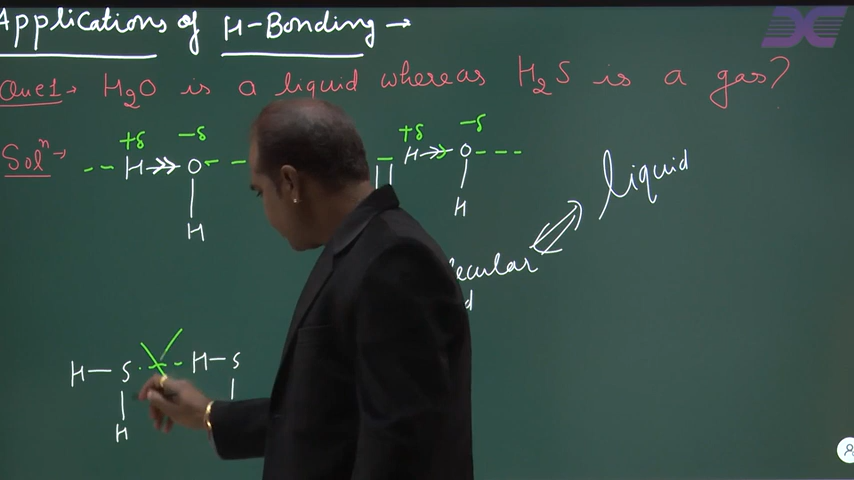 Applications of H-Bonding →
Que1 → H2O is a liquid whereas H2S is a gas?
Solⁿ →
+δ -δ +δ -δ
H O H O
H H
liquid
H S H S
H